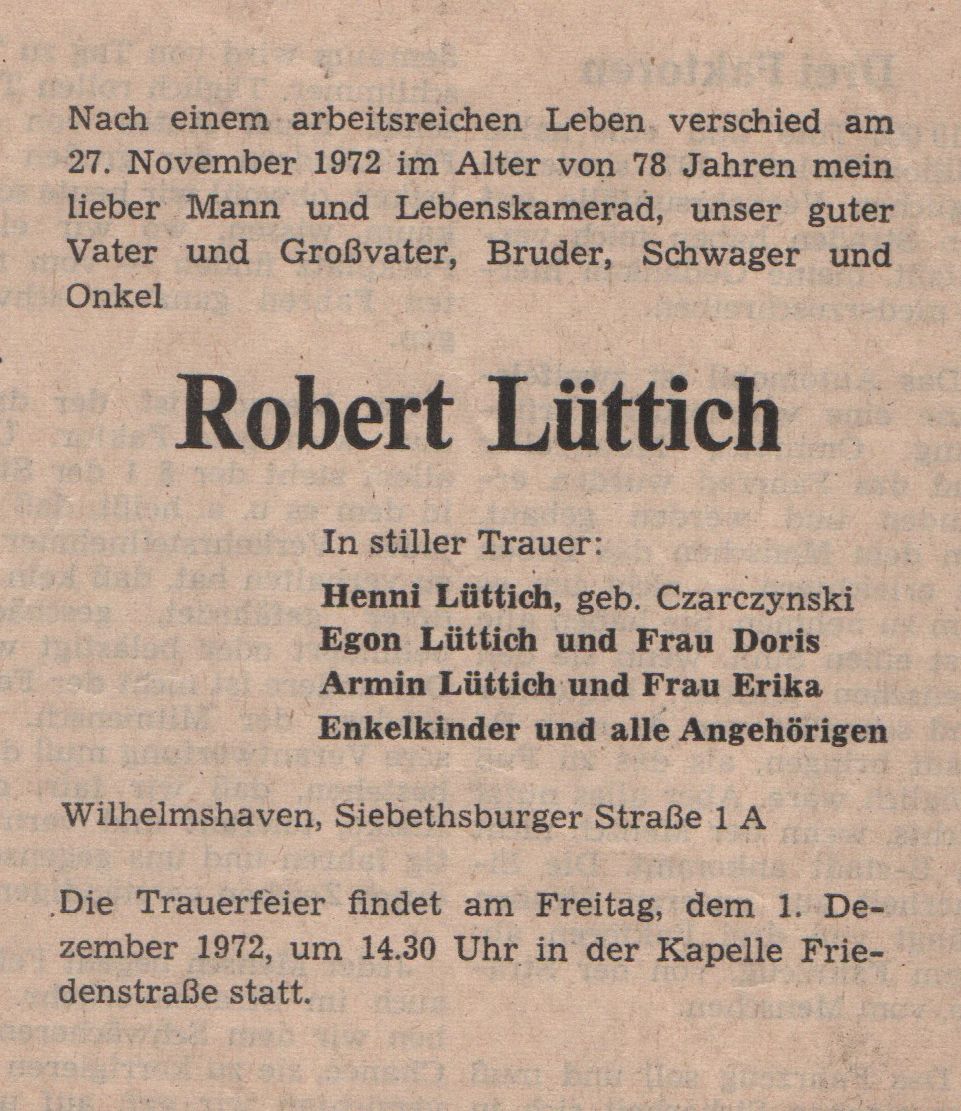 Nach einem arbeitsreichen Leben verschied am
27. November 1972 im Alter von 78 Jahren mein
lieber Mann und Lebenskamerad, unser guter
Vater und Großvater, Bruder, Schwager und
Onkel
Robert Lüttich
In stiller Trauer:
Henni Lüttich, geb. Czarczynski
Egon Lüttich und Frau Doris
Armin Lüttich und Frau Erika
Enkelkinder und alle Angehörigen
Wilhelmshaven, Siebethsburger Straße 1 A
Die Trauerfeier findet am Freitag, dem 1. De-
zember 1972, um 14.30 Uhr in der Kapelle Frie-
denstraße statt.